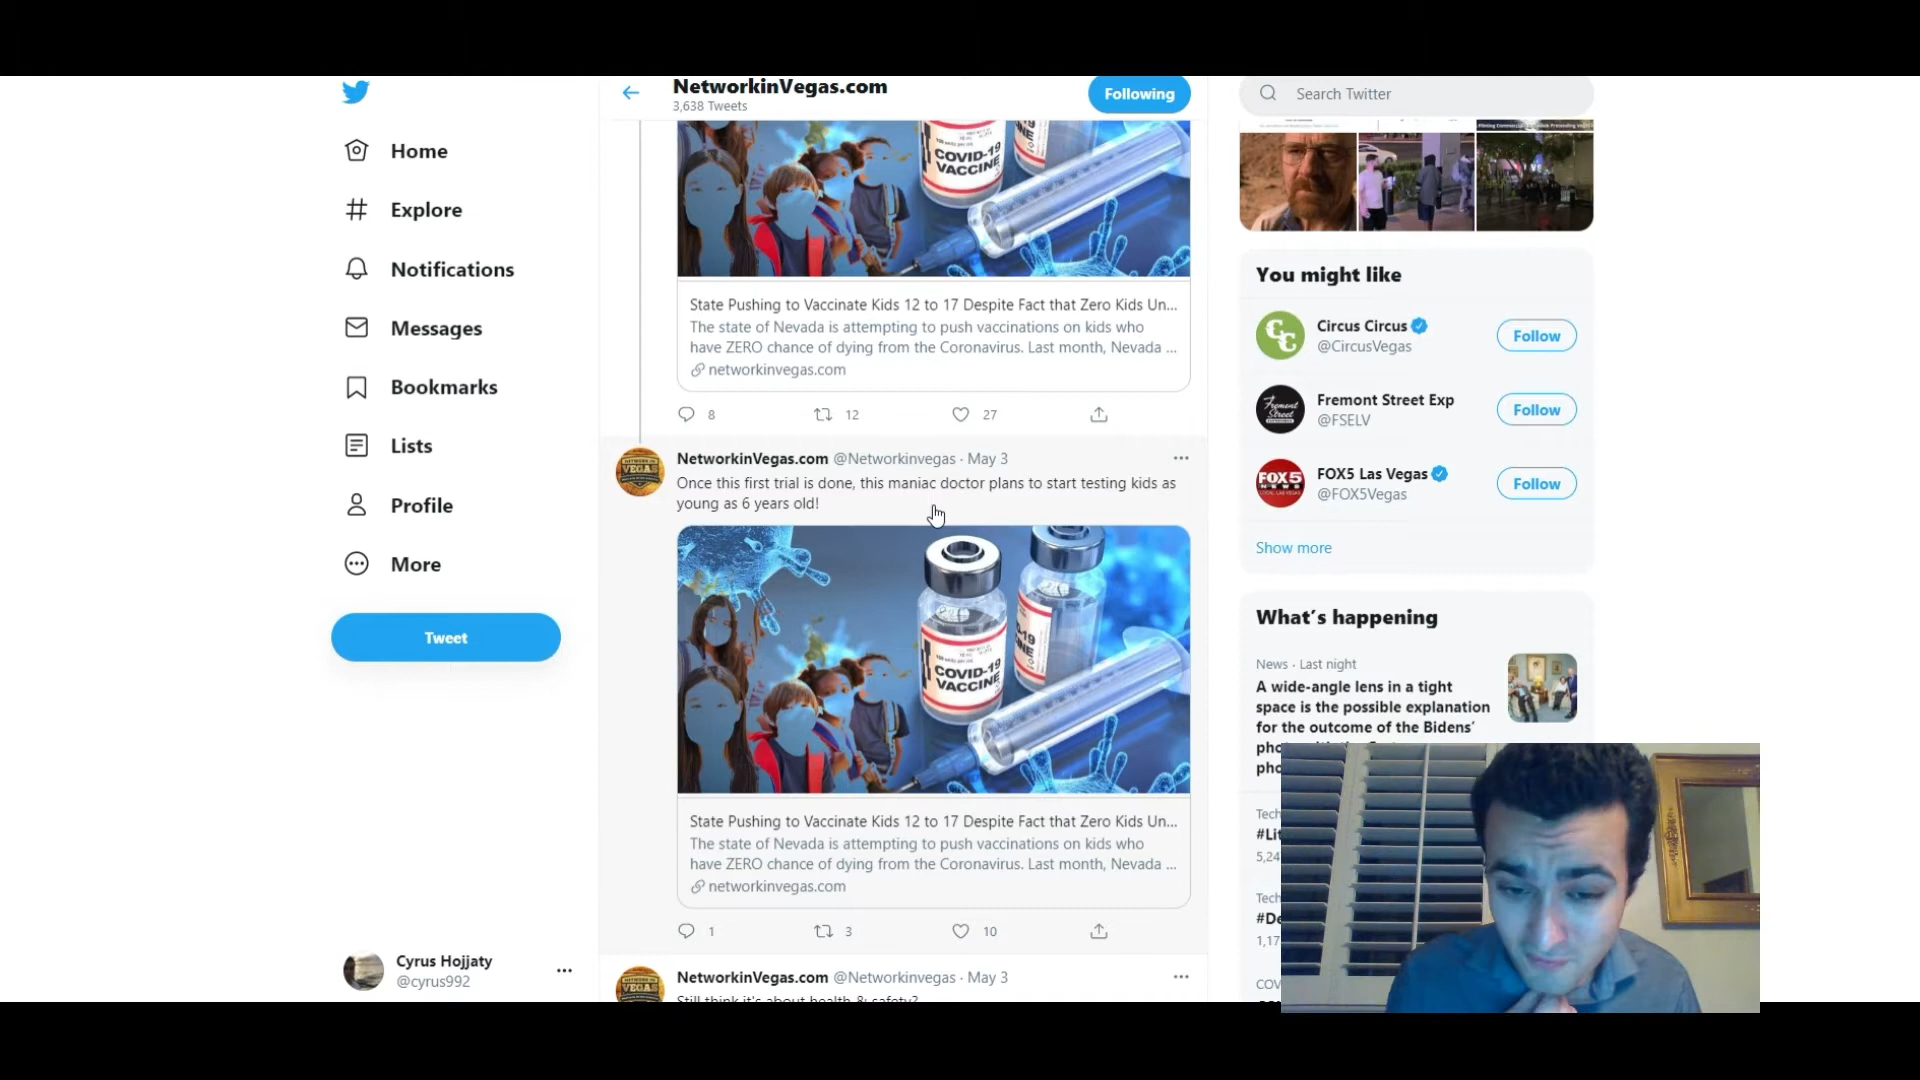 NetworkinVegas.com
3,638 Tweets
Following
Search Twitter
Home
Explore
Notifications
Messages
Bookmarks
Lists
Profile
More
Tweet
Cyrus Hojjaty
@cyrus992
COVID-19
VACCINE
State Pushing to Vaccinate Kids 12 to 17 Despite Fact that Zero Kids Un...
The state of Nevada is attempting to push vaccinations on kids who
have ZERO chance of dying from the Coronavirus. Last month, Nevada ...
networkinvegas.com
8 12 27
NetworkinVegas.com @Networkinvegas · May 3
Once this first trial is done, this maniac doctor plans to start testing kids as
young as 6 years old!
COVID-19
VACCINE
State Pushing to Vaccinate Kids 12 to 17 Despite Fact that Zero Kids Un...
The state of Nevada is attempting to push vaccinations on kids who
have ZERO chance of dying from the Coronavirus. Last month, Nevada ...
networkinvegas.com
1 3 10
NetworkinVegas.com @Networkinvegas · May 3
Still think it's about health & safety?
You might like
Circus Circus
@CircusVegas
Follow
Fremont Street Exp
@FSELV
Follow
FOX5 Las Vegas
@FOX5Vegas
Follow
Show more
What's happening
News · Last night
A wide-angle lens in a tight
space is the possible explanation
for the outcome of the Bidens'